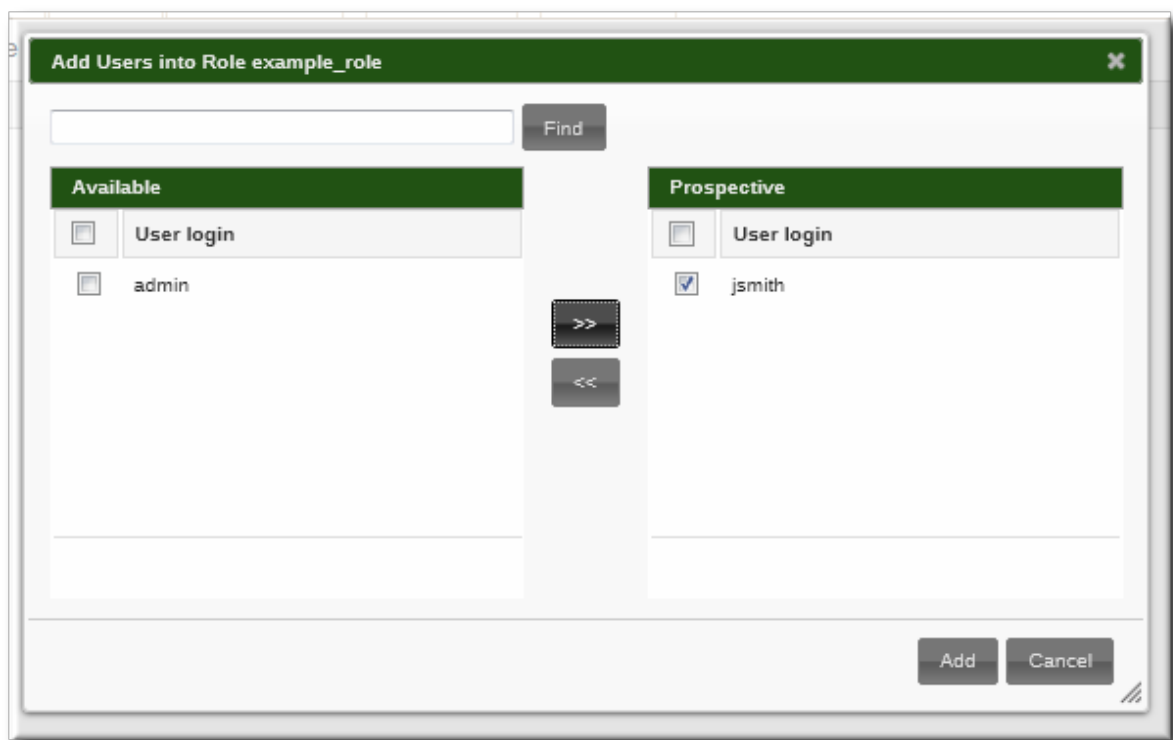 Add Users into Role example_role
Find
Available
User login
admin
>>
<<
Prospective
User login
jsmith
Add
Cancel